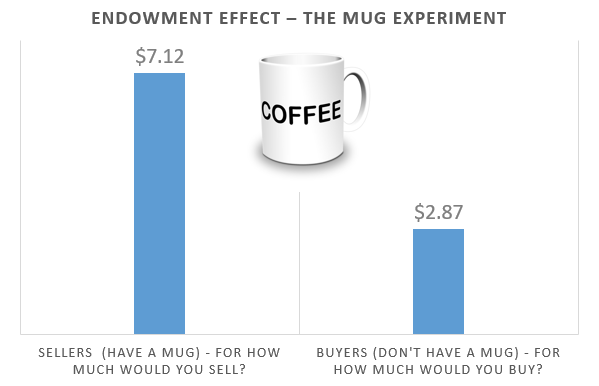 ENDOWMENT EFFECT – THE MUG EXPERIMENT
$7.12
COFFEE
$2.87
SELLERS (HAVE A MUG) - FOR HOW
MUCH WOULD YOU SELL?
BUYERS (DON'T HAVE A MUG) - FOR
HOW MUCH WOULD YOU BUY?